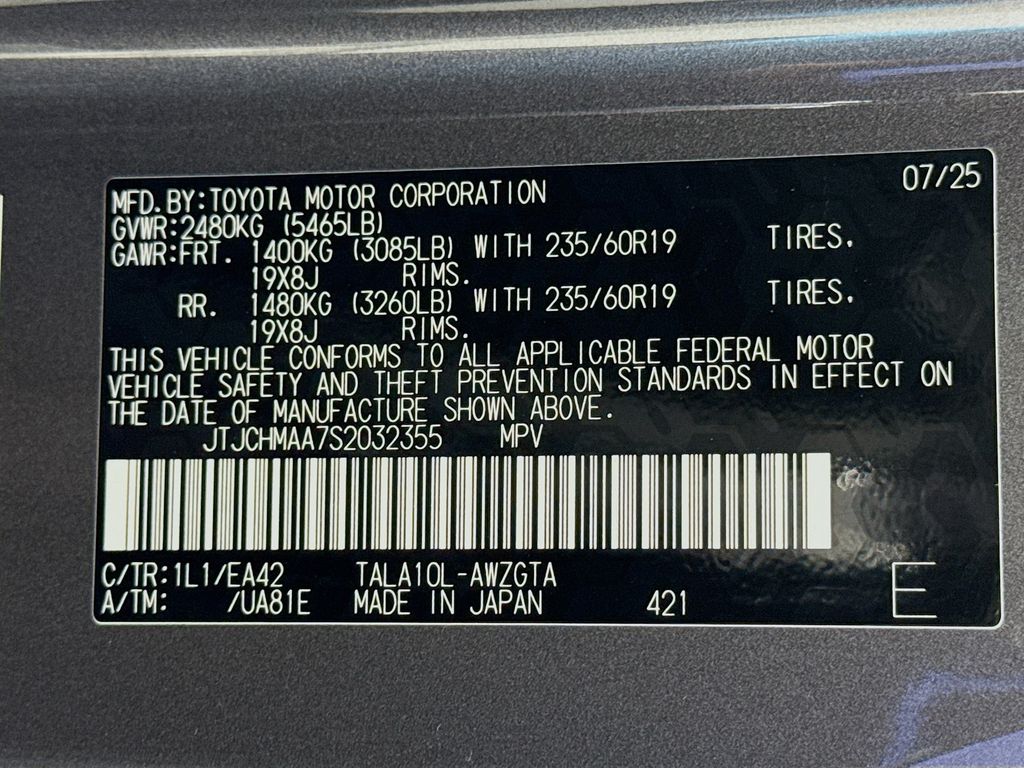 07/25
MFD. BY:TOYOTA MOTOR CORPORATION
GVWR:2480KG (5465LB)
GAWR:FRT. 1400KG (3085LB) WITH 235/60R19 TIRES.
19X8J RIMS.
RR. 1480KG (3260LB) WITH 235/60R19 TIRES.
19X8J RIMS.
THIS VEHICLE CONFORMS TO ALL APPLICABLE FEDERAL MOTOR
VEHICLE SAFETY AND THEFT PREVENTION STANDARDS IN EFFECT ON
THE DATE OF MANUFACTURE SHOWN ABOVE.
JTJCHMAA7S2032355 MPV
C/TR:1L1/EA42 TALA10L-AWZGTA
A/TM: /UA81E MADE IN JAPAN 421
E